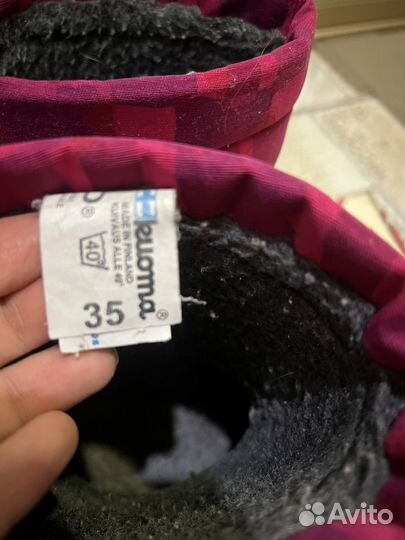 Kuoma®
MADE IN FINLAND
KUIVAUS ALLE 40°
40°
35
Avito